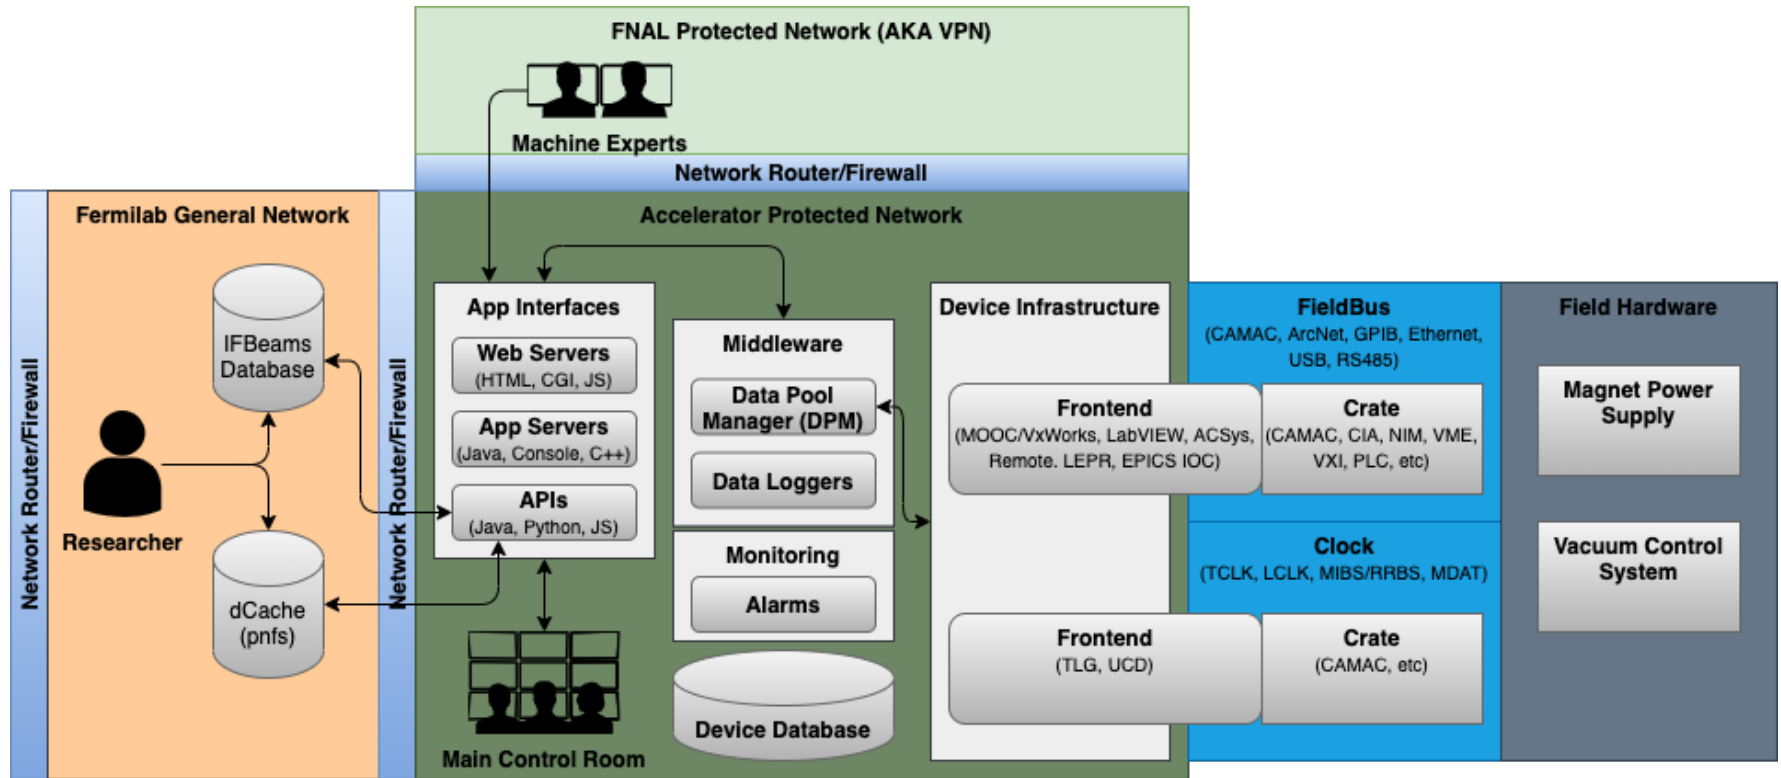 FNAL Protected Network (AKA VPN)
Machine Experts
Network Router/Firewall
Network Router/Firewall
Fermilab General Network
IFBeams
Database
Researcher
dCache
(pnfs)
Network Router/Firewall
Accelerator Protected Network
App Interfaces
Web Servers
(HTML, CGI, JS)
App Servers
(Java, Console, C++)
APIs
(Java, Python, JS)
Main Control Room
Middleware
Data Pool
Manager (DPM)
Data Loggers
Monitoring
Alarms
Device Database
Device Infrastructure
Frontend
(MOOC/VxWorks, LabVIEW, ACSys,
Remote. LEPR, EPICS IOC)
Frontend
(TLG, UCD)
FieldBus
(CAMAC, ArcNet, GPIB, Ethernet,
USB, RS485)
Crate
(CAMAC, CIA, NIM, VME,
VXI, PLC, etc)
Clock
(TCLK, LCLK, MIBS/RRBS, MDAT)
Crate
(CAMAC, etc)
Field Hardware
Magnet Power
Supply
Vacuum Control
System